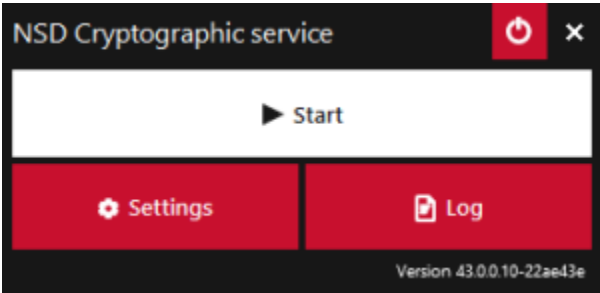 NSD Cryptographic service
Start
Settings
Log
Version 43.0.0.10-22ae43e